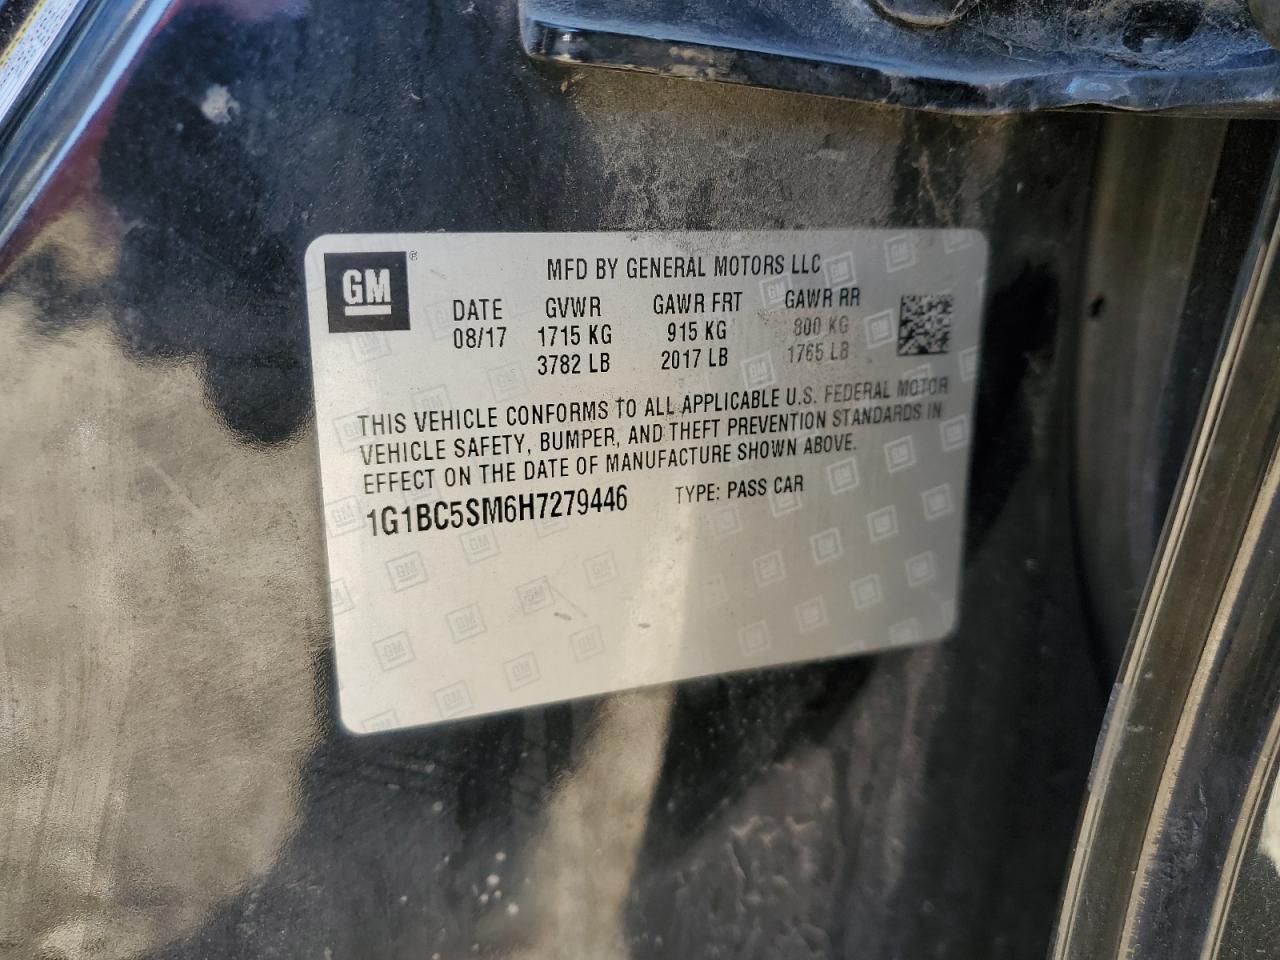 GM
MFD BY GENERAL MOTORS LLC
DATE GVWR GAWR FRT GAWR RR
08/17 1715 KG 915 KG 800 KG
3782 LB 2017 LB 1765 LB
THIS VEHICLE CONFORMS TO ALL APPLICABLE U.S. FEDERAL MOTOR
VEHICLE SAFETY, BUMPER, AND THEFT PREVENTION STANDARDS IN
EFFECT ON THE DATE OF MANUFACTURE SHOWN ABOVE.
1G1BC5SM6H7279446 TYPE: PASS CAR